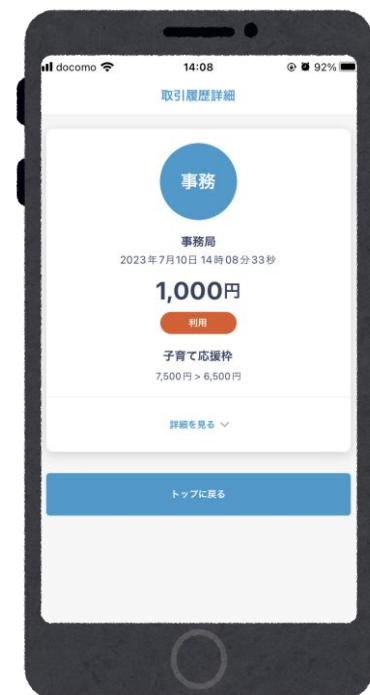 docomo 14:08 92%
取引履歴詳細
事務
事務局
2023年7月10日 14時08分33秒
1,000円
利用
子育て応援枠
7,500円 > 6,500円
詳細を見る
トップに戻る